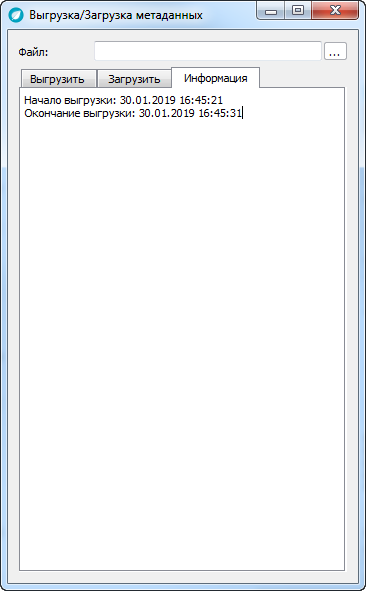 Выгрузка/Загрузка метаданных
Файл:
...
Выгрузить Загрузить Информация
Начало выгрузки: 30.01.2019 16:45:21
Окончание выгрузки: 30.01.2019 16:45:31